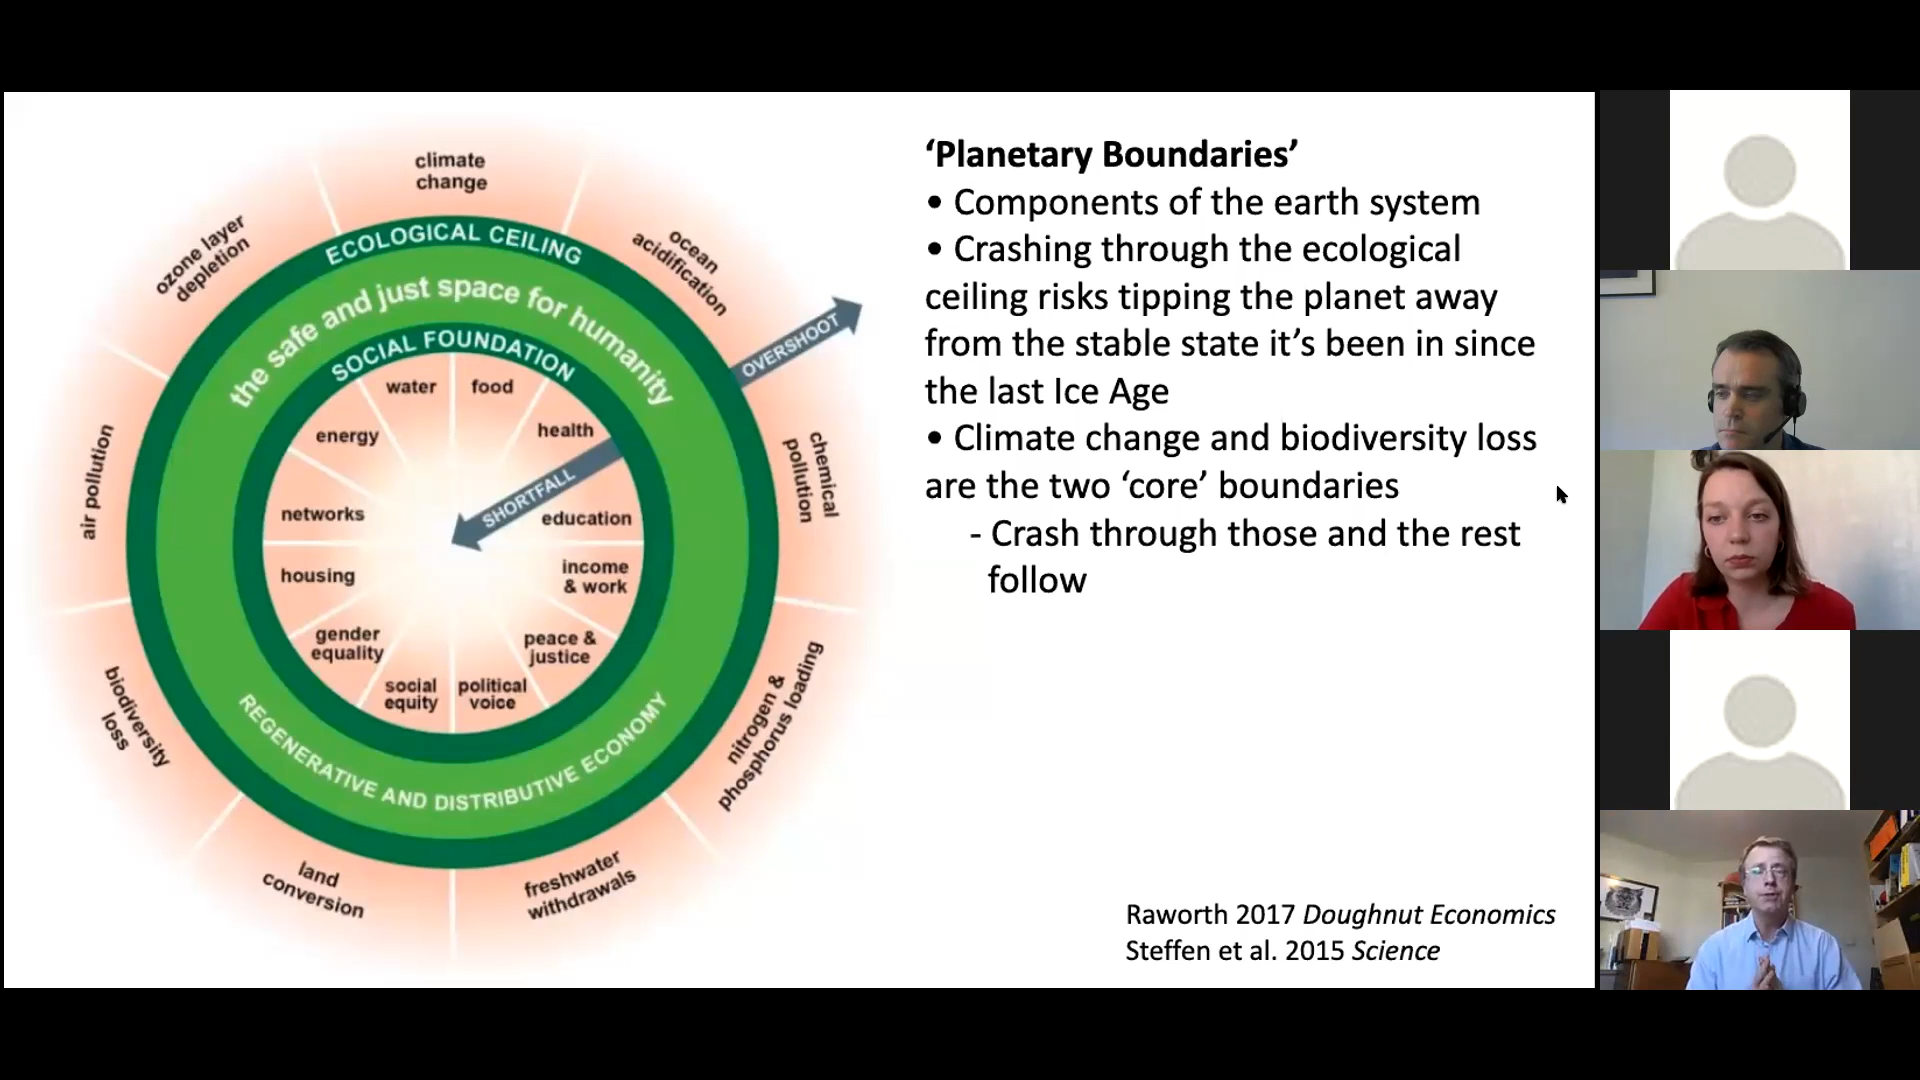 climate
change
ozone layer
depletion
ocean
acidification
ECOLOGICAL CEILING
the safe and just space for humanity
OVERSHOOT
SOCIAL FOUNDATION
water
food
energy
health
air pollution
chemical
pollution
networks
SHORTFALL
education
housing
income
& work
gender
equality
peace &
justice
social
equity
political
voice
biodiversity
loss
nitrogen &
phosphorus loading
REGENERATIVE AND DISTRIBUTIVE ECONOMY
land
conversion
freshwater
withdrawals
‘Planetary Boundaries’
• Components of the earth system
• Crashing through the ecological
ceiling risks tipping the planet away
from the stable state it’s been in since
the last Ice Age
• Climate change and biodiversity loss
are the two ‘core’ boundaries
- Crash through those and the rest
follow
Raworth 2017 Doughnut Economics
Steffen et al. 2015 Science